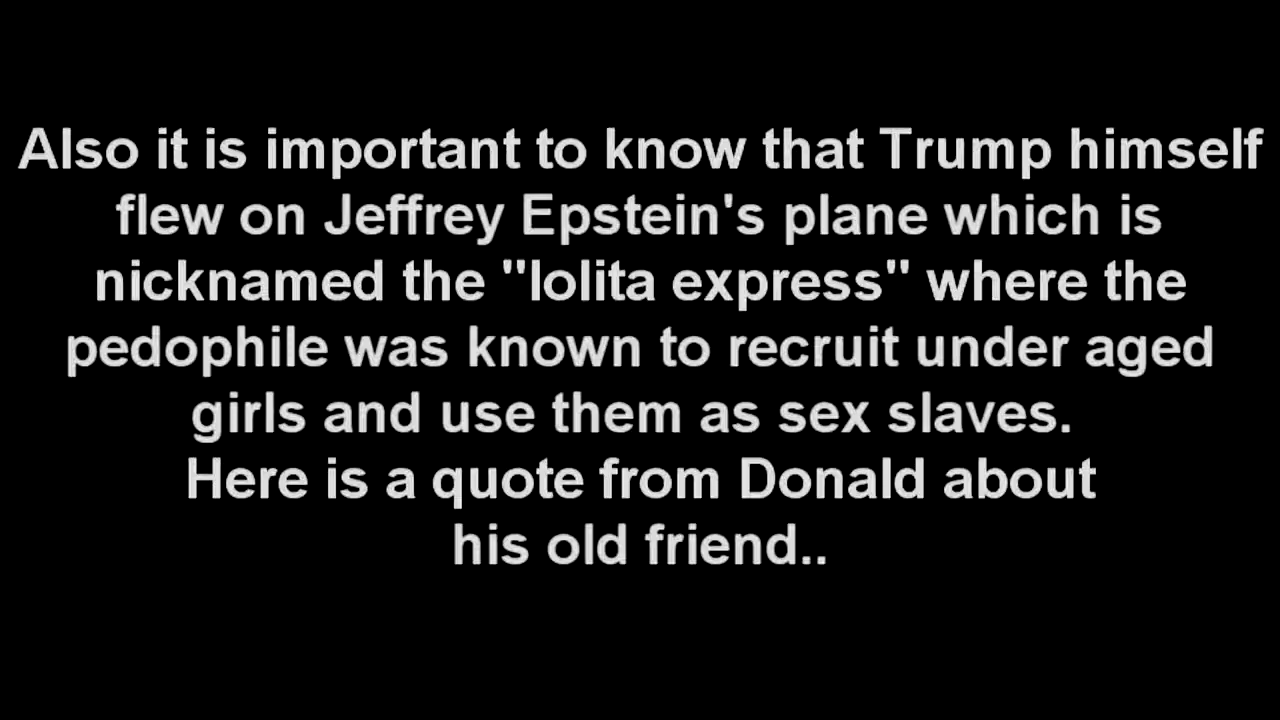 Also it is important to know that Trump himself
flew on Jeffrey Epstein's plane which is
nicknamed the "lolita express" where the
pedophile was known to recruit under aged
girls and use them as sex slaves.
Here is a quote from Donald about
his old friend..